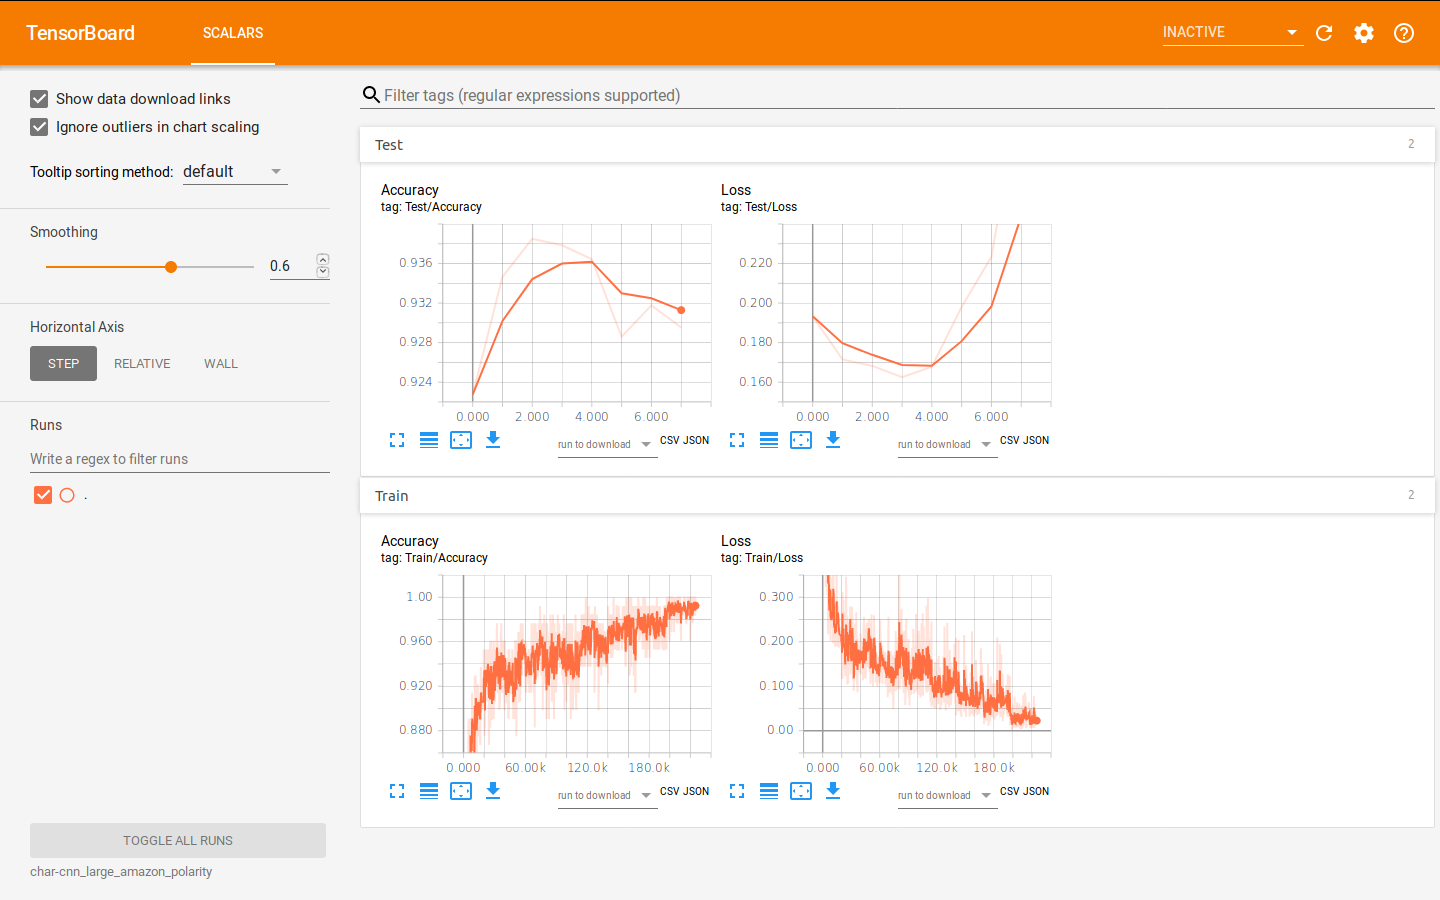 TensorBoard SCALARS INACTIVE
Show data download links
Ignore outliers in chart scaling
Tooltip sorting method: default
Smoothing
0.6
Horizontal Axis
STEP RELATIVE WALL
Runs
Write a regex to filter runs
.
TOGGLE ALL RUNS
char-cnn_large_amazon_polarity
Filter tags (regular expressions supported)
Test 2
Accuracy
tag: Test/Accuracy
0.936
0.932
0.928
0.924
0.000 2.000 4.000 6.000
run to download CSV JSON
Loss
tag: Test/Loss
0.220
0.200
0.180
0.160
0.000 2.000 4.000 6.000
run to download CSV JSON
Train 2
Accuracy
tag: Train/Accuracy
1.00
0.960
0.920
0.880
0.000 60.00k 120.0k 180.0k
run to download CSV JSON
Loss
tag: Train/Loss
0.300
0.200
0.100
0.00
0.000 60.00k 120.0k 180.0k
run to download CSV JSON